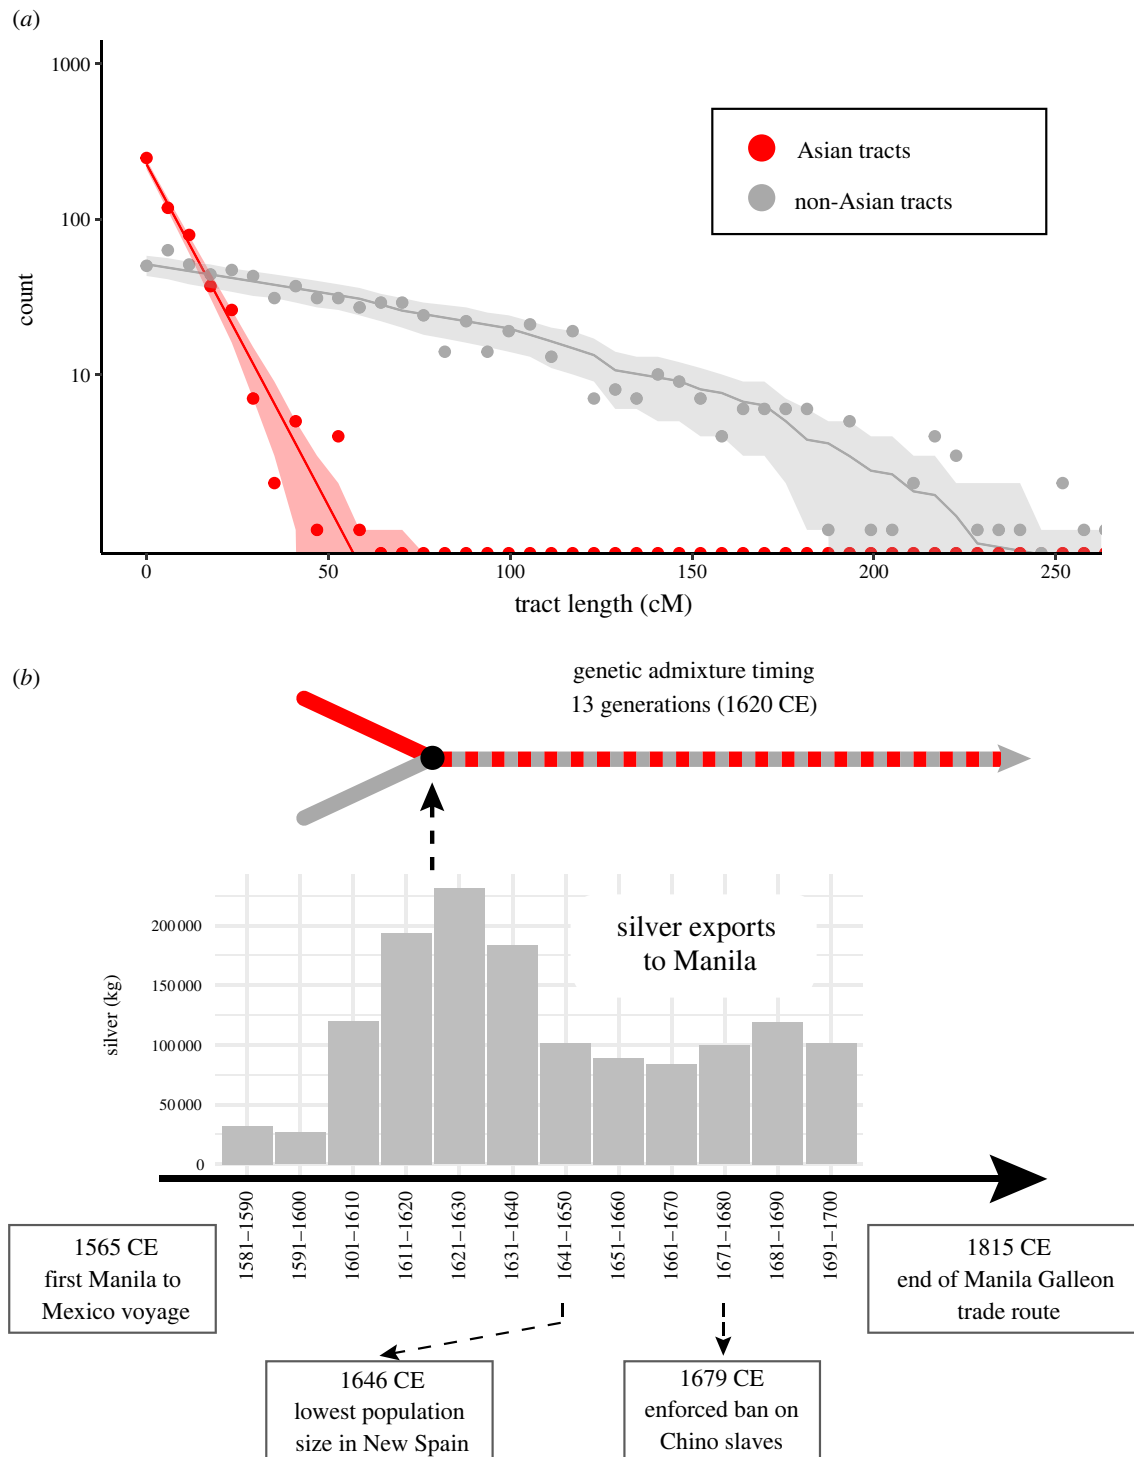 (a)
1000
100
10
count
Asian tracts
non-Asian tracts
0
50
100
150
200
250
tract length (cM)
(b)
genetic admixture timing
13 generations (1620 CE)
silver exports
to Manila
200 000
150 000
100 000
50 000
0
silver (kg)
1581–1590
1591–1600
1601–1610
1611–1620
1621–1630
1631–1640
1641–1650
1651–1660
1661–1670
1671–1680
1681–1690
1691–1700
1565 CE
first Manila to
Mexico voyage
1815 CE
end of Manila Galleon
trade route
1646 CE
lowest population
size in New Spain
1679 CE
enforced ban on
Chino slaves